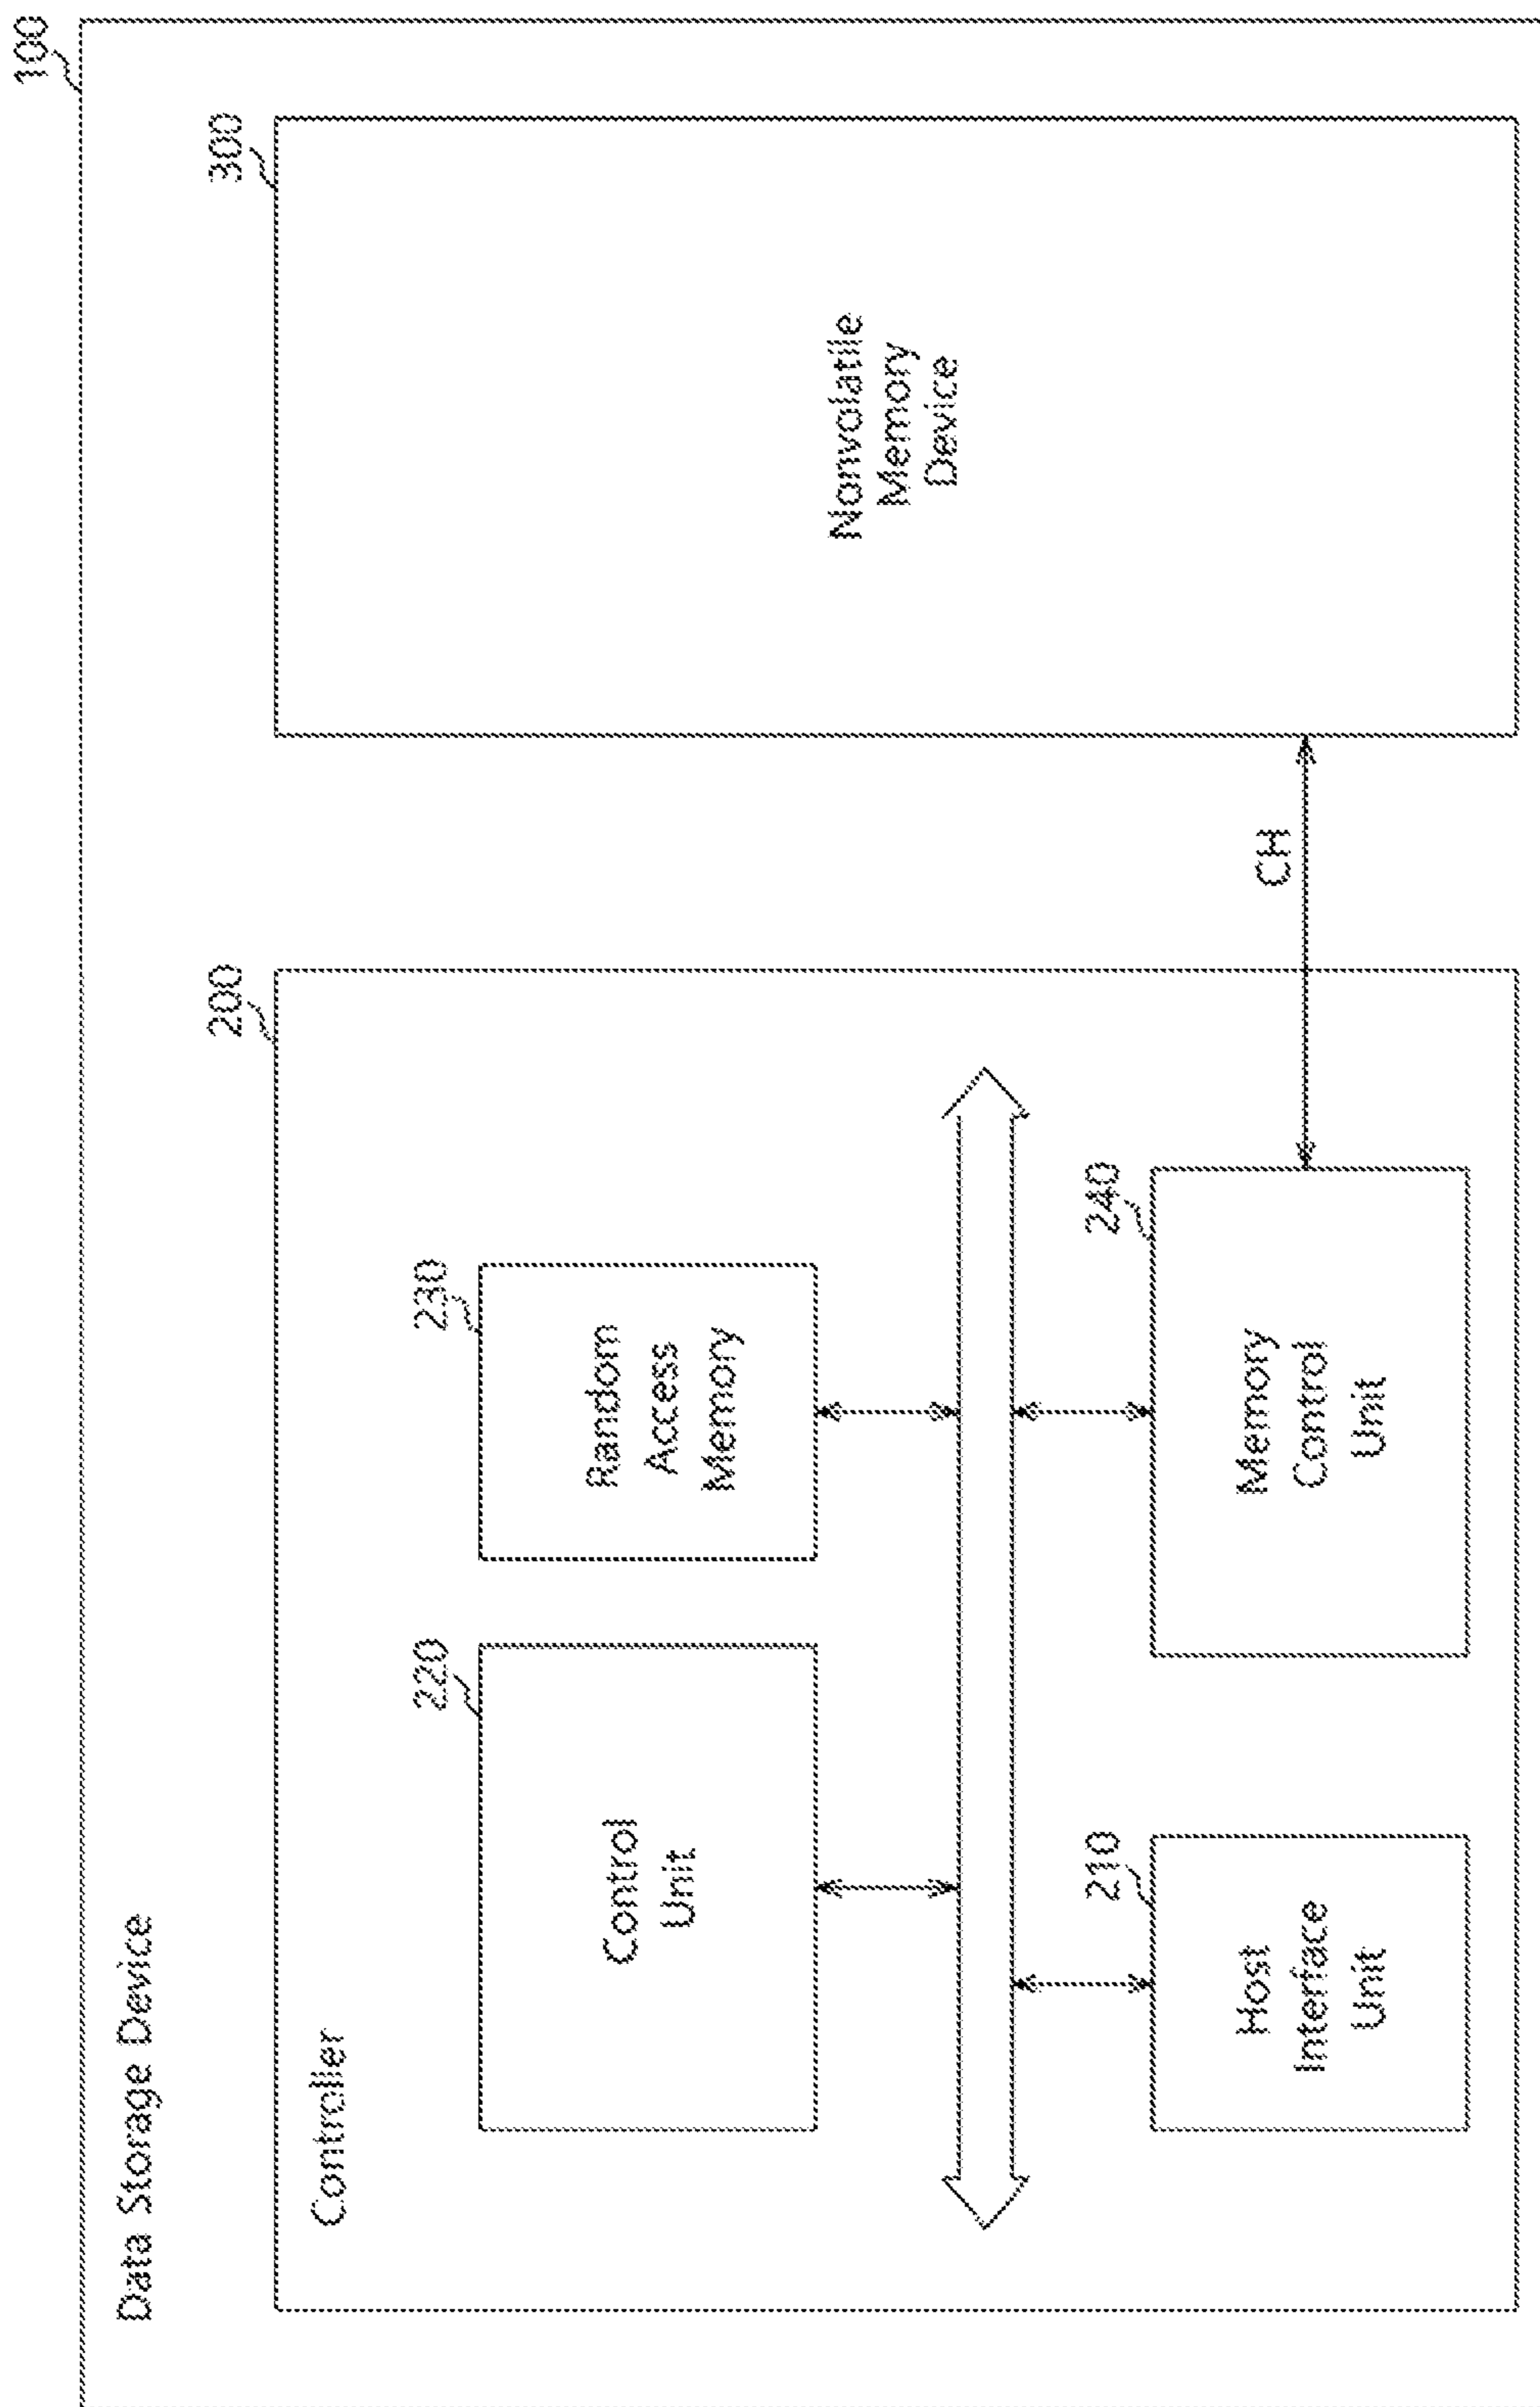 100
Data Storage Device
200
Controller
220
Control
Unit
230
Random
Access
Memory
210
Host
Interface
Unit
240
Memory
Control
Unit
CH
300
Nonvolatile
Memory
Device